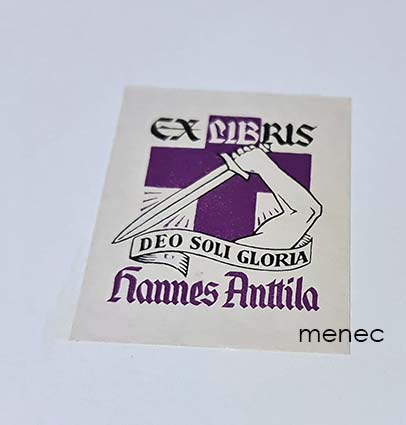 EX LIBRIS
DEO SOLI GLORIA
Hannes Anttila
menec